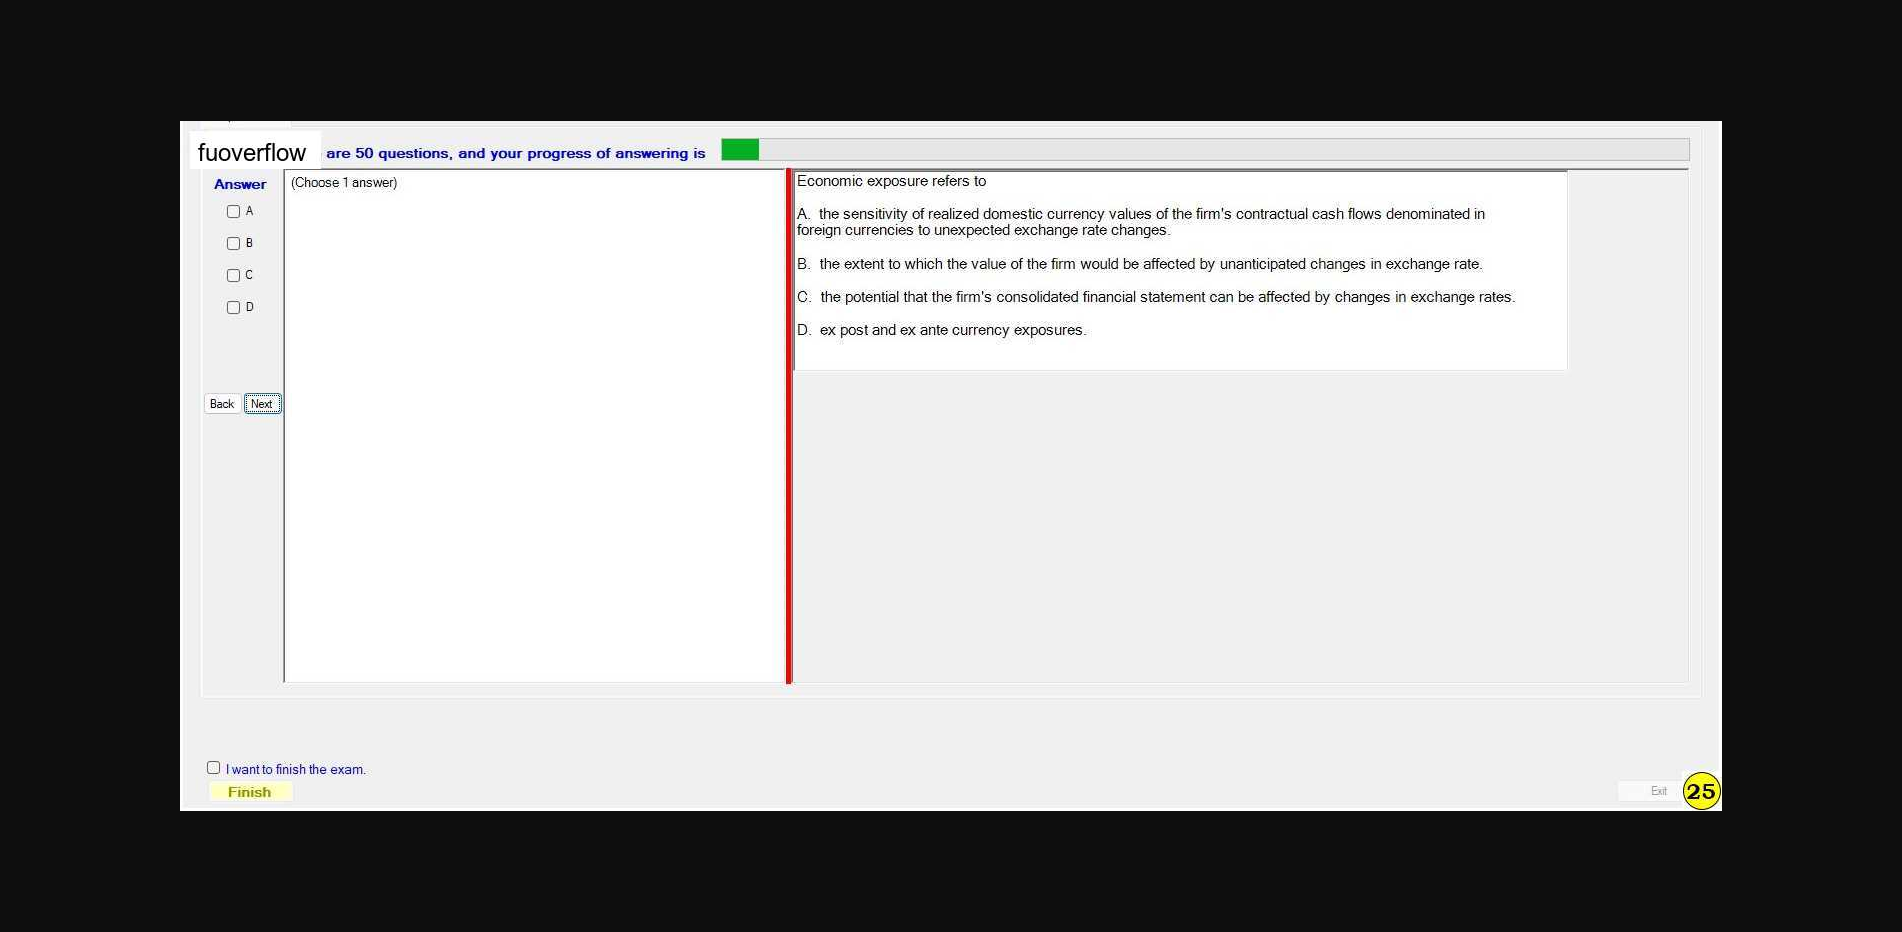 fuoverflow are 50 questions, and your progress of answering is
Answer
A
B
C
D
Back Next
(Choose 1 answer)
Economic exposure refers to
A. the sensitivity of realized domestic currency values of the firm's contractual cash flows denominated in
foreign currencies to unexpected exchange rate changes.
B. the extent to which the value of the firm would be affected by unanticipated changes in exchange rate.
C. the potential that the firm's consolidated financial statement can be affected by changes in exchange rates.
D. ex post and ex ante currency exposures.
I want to finish the exam.
Finish
Exit
25